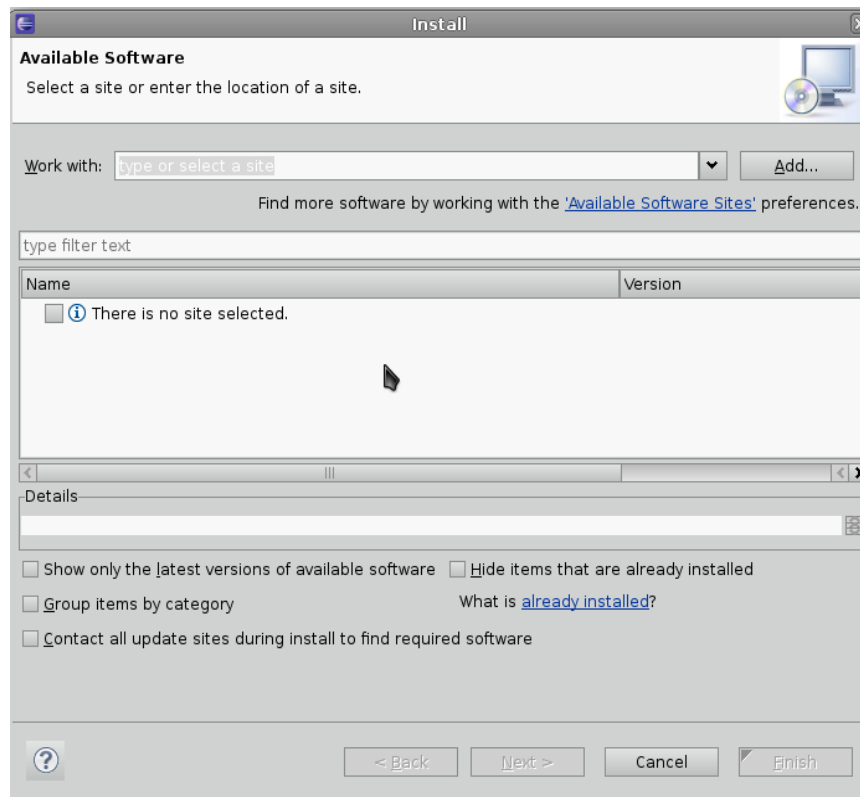 Install
Available Software
Select a site or enter the location of a site.
Work with: type or select a site Add...
Find more software by working with the 'Available Software Sites' preferences.
type filter text
Name Version
There is no site selected.
Details
Show only the latest versions of available software Hide items that are already installed
Group items by category What is already installed?
Contact all update sites during install to find required software
? < Back Next > Cancel Finish